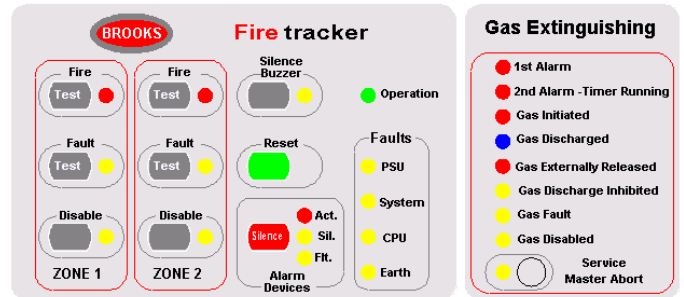 BROOKS
Fire tracker
Fire
Test
Fault
Test
Disable
ZONE 1
Fire
Test
Fault
Test
Disable
ZONE 2
Silence
Buzzer
Reset
Silence
Act.
Sil.
Flt.
Alarm
Devices
Operation
Faults
PSU
System
CPU
Earth
Gas Extinguishing
1st Alarm
2nd Alarm -Timer Running
Gas Initiated
Gas Discharged
Gas Externally Released
Gas Discharge Inhibited
Gas Fault
Gas Disabled
Service
Master Abort